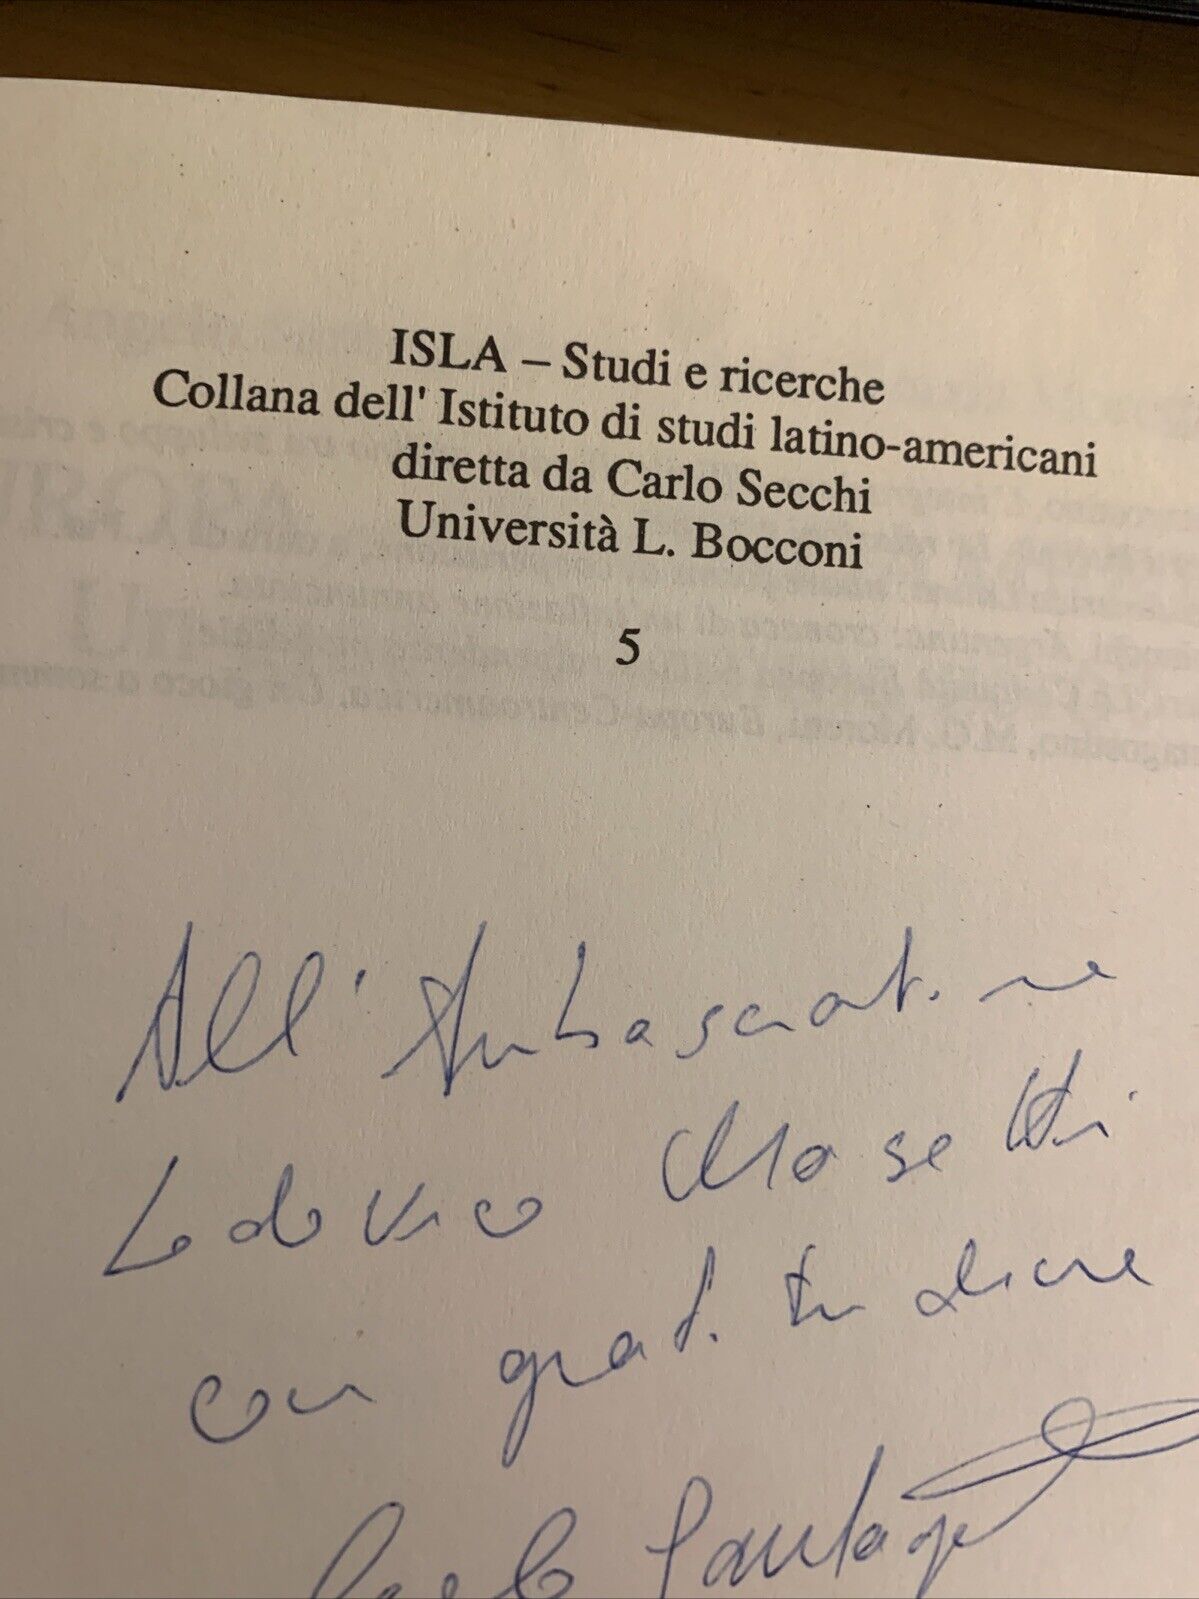 ISLA – Studi e ricerche
Collana dell' Istituto di studi latino-americani
diretta da Carlo Secchi
Università L. Bocconi
5
All'Ambasciatore
Lodovico Masetti
con gratitudine